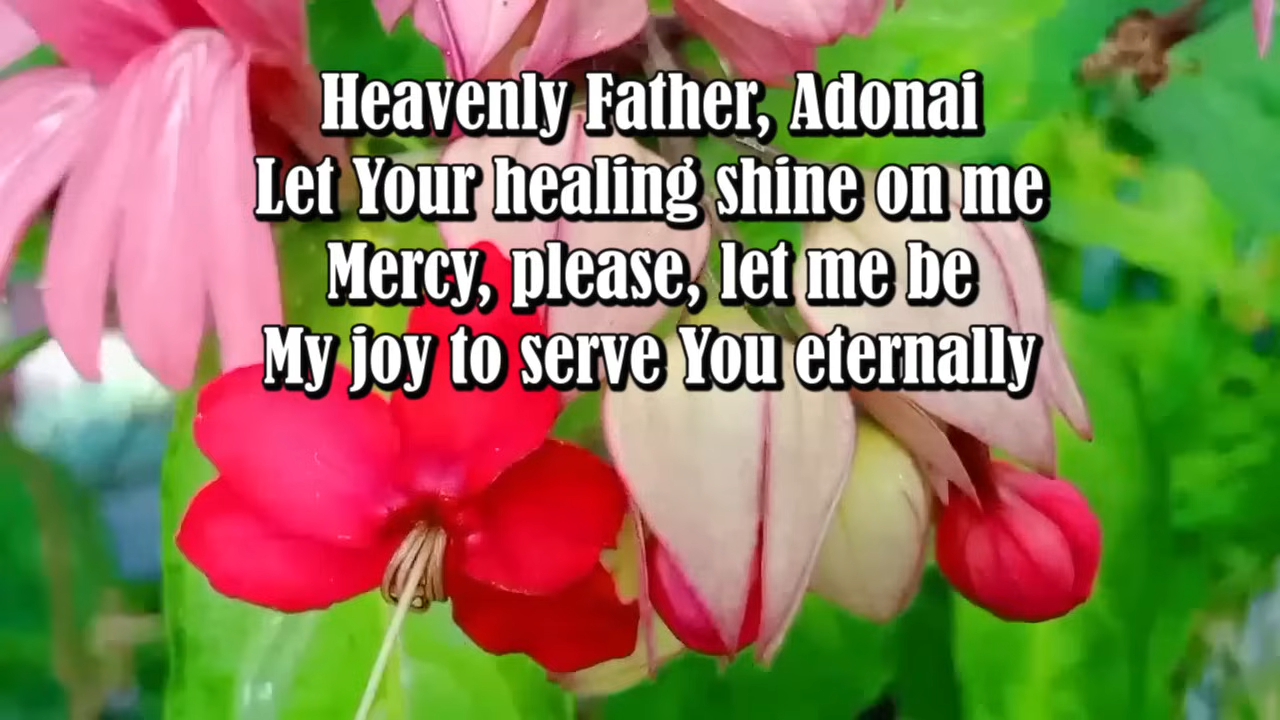 Heavenly Father, Adonai
Let Your healing shine on me
Mercy, please, let me be
My joy to serve You eternally